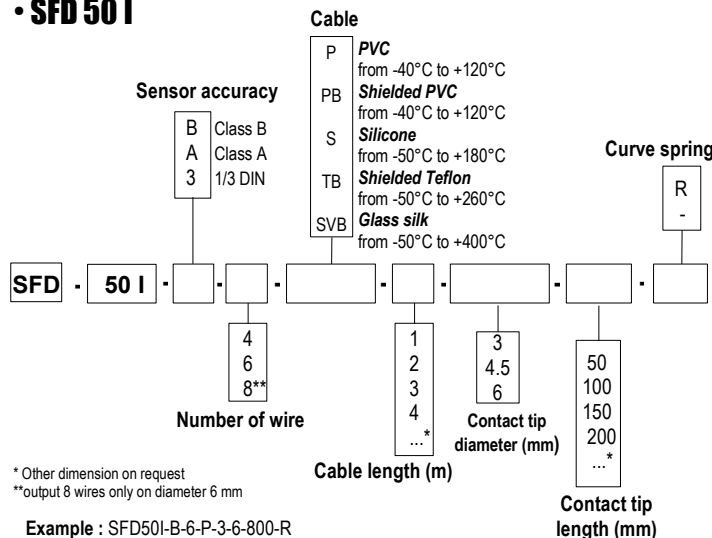 • SFD 50 I
Cable
P PVC
from -40°C to +120°C
PB Shielded PVC
from -40°C to +120°C
S Silicone
from -50°C to +180°C
TB Shielded Teflon
from -50°C to +260°C
SVB Glass silk
from -50°C to +400°C
Sensor accuracy
B Class B
A Class A
3 1/3 DIN
Curve spring
R
-
SFD - 50 I - - - - - - -
4
6
8**
Number of wire
1
2
3
4
...*
Cable length (m)
3
4.5
6
Contact tip
diameter (mm)
50
100
150
200
...*
Contact tip
length (mm)
* Other dimension on request
**output 8 wires only on diameter 6 mm
Example : SFD50I-B-6-P-3-6-800-R